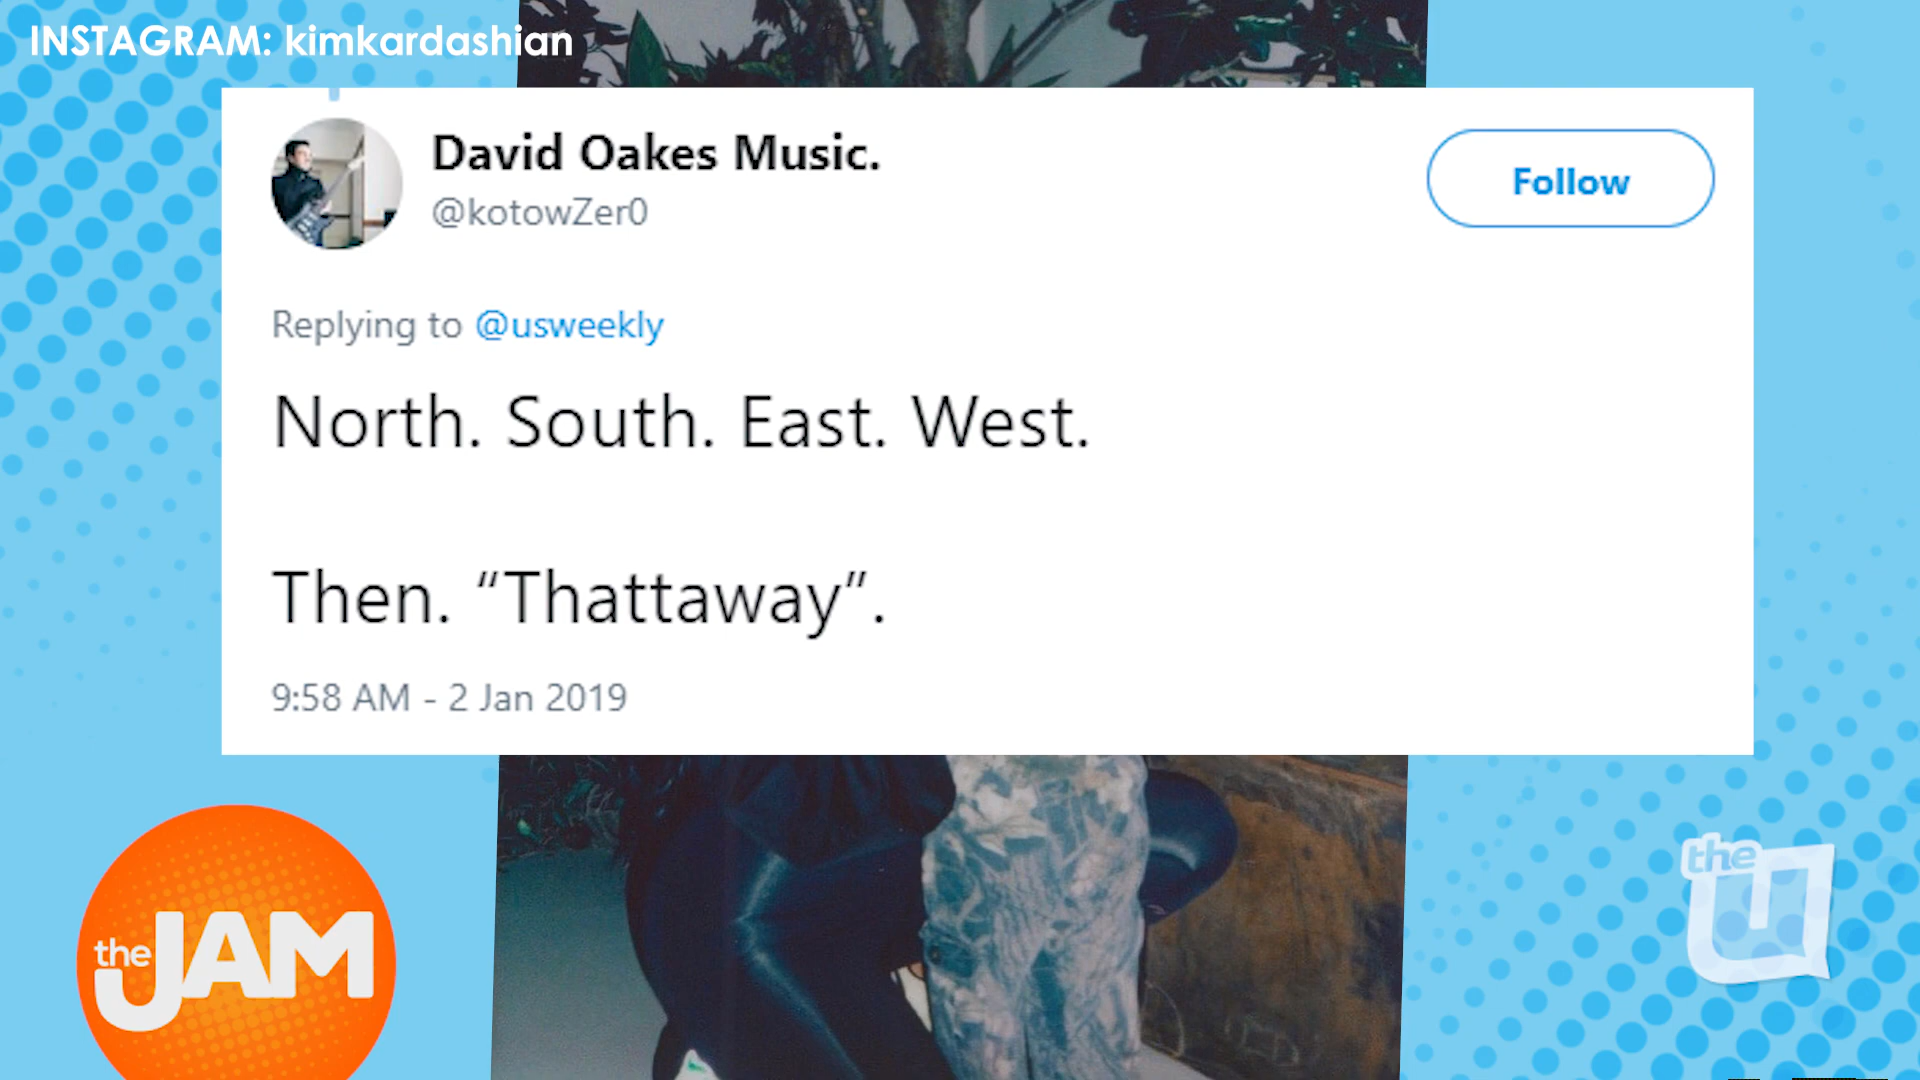 INSTAGRAM: kimkardashian
David Oakes Music.
@kotowZer0
Follow
Replying to @usweekly
North. South. East. West.
Then. “Thattaway”.
9:58 AM - 2 Jan 2019
the JAM
the U